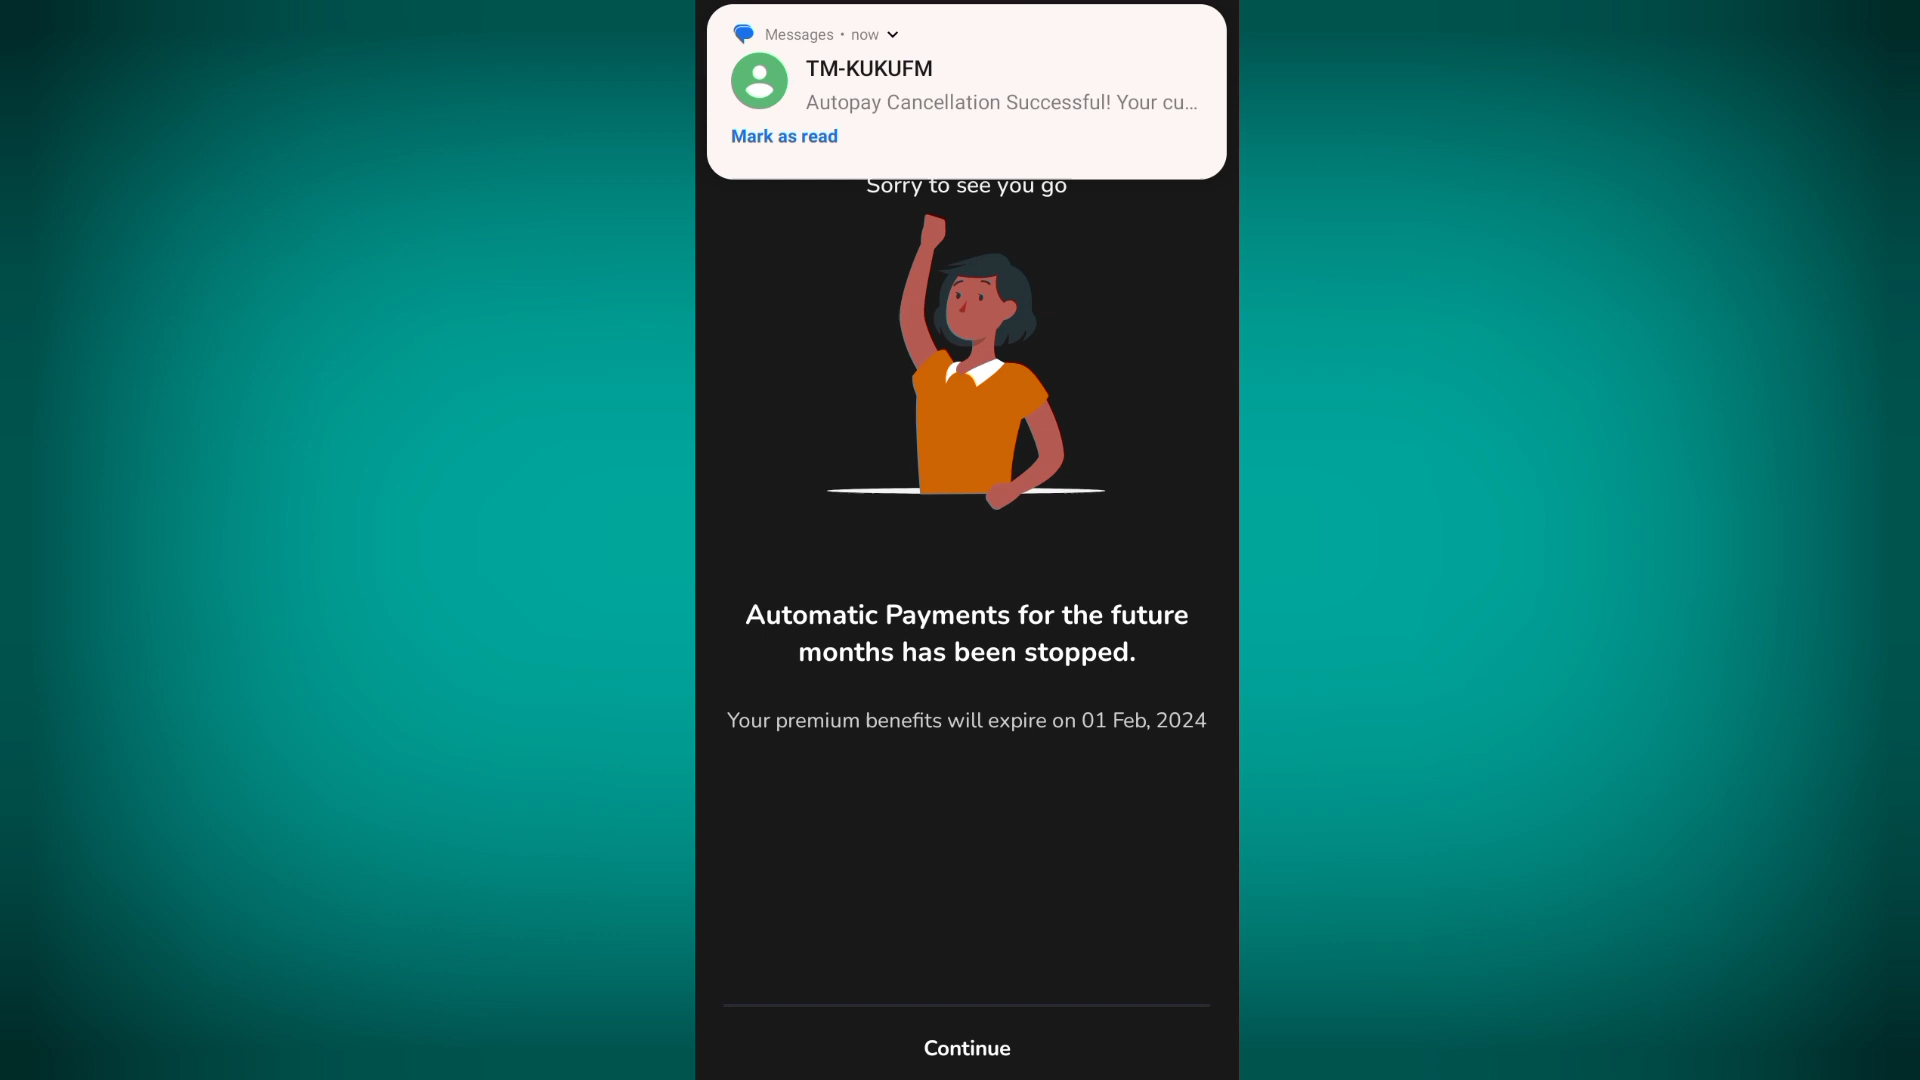 Messages • now
TM-KUKUFM
Autopay Cancellation Successful! Your cu...
Mark as read
Sorry to see you go
Automatic Payments for the future
months has been stopped.
Your premium benefits will expire on 01 Feb, 2024
Continue